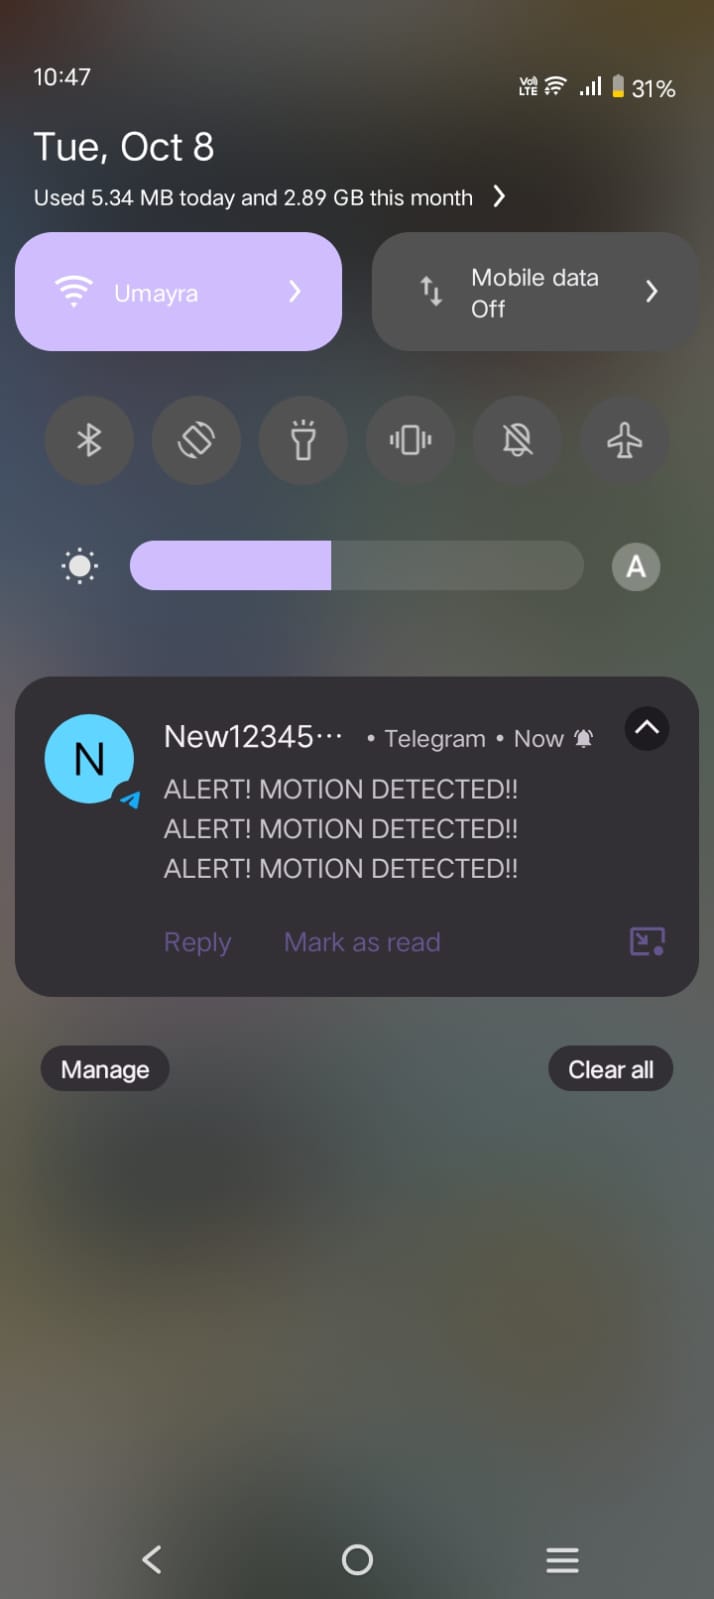 10:47
Vo) LTE 31%
Tue, Oct 8
Used 5.34 MB today and 2.89 GB this month
Umayra
Mobile data
Off
A
N
New12345··· • Telegram • Now
ALERT! MOTION DETECTED!!
ALERT! MOTION DETECTED!!
ALERT! MOTION DETECTED!!
Reply Mark as read
Manage Clear all